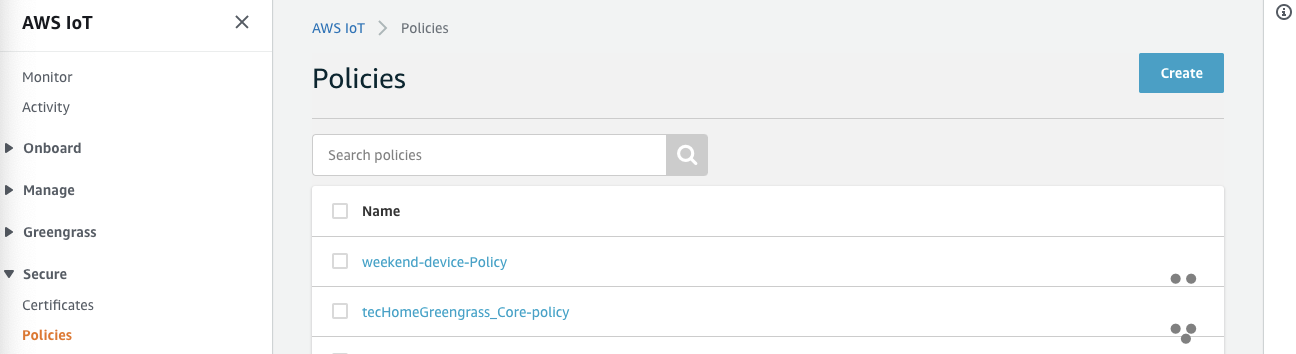 AWS IoT
Monitor
Activity
Onboard
Manage
Greengrass
Secure
Certificates
Policies
AWS IoT > Policies
Policies
Create
Search policies
Name
weekend-device-Policy
tecHomeGreengrass_Core-policy